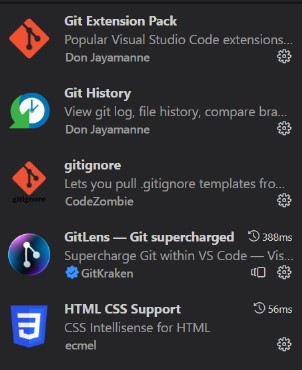 Git Extension Pack
Popular Visual Studio Code extensions...
Don Jayamanne
Git History
View git log, file history, compare bra...
Don Jayamanne
gitignore
Lets you pull .gitignore templates fro...
gitignore
CodeZombie
GitLens — Git supercharged 388ms
Supercharge Git within VS Code — Vis...
GitKraken
HTML CSS Support 56ms
CSS Intellisense for HTML
ecmel